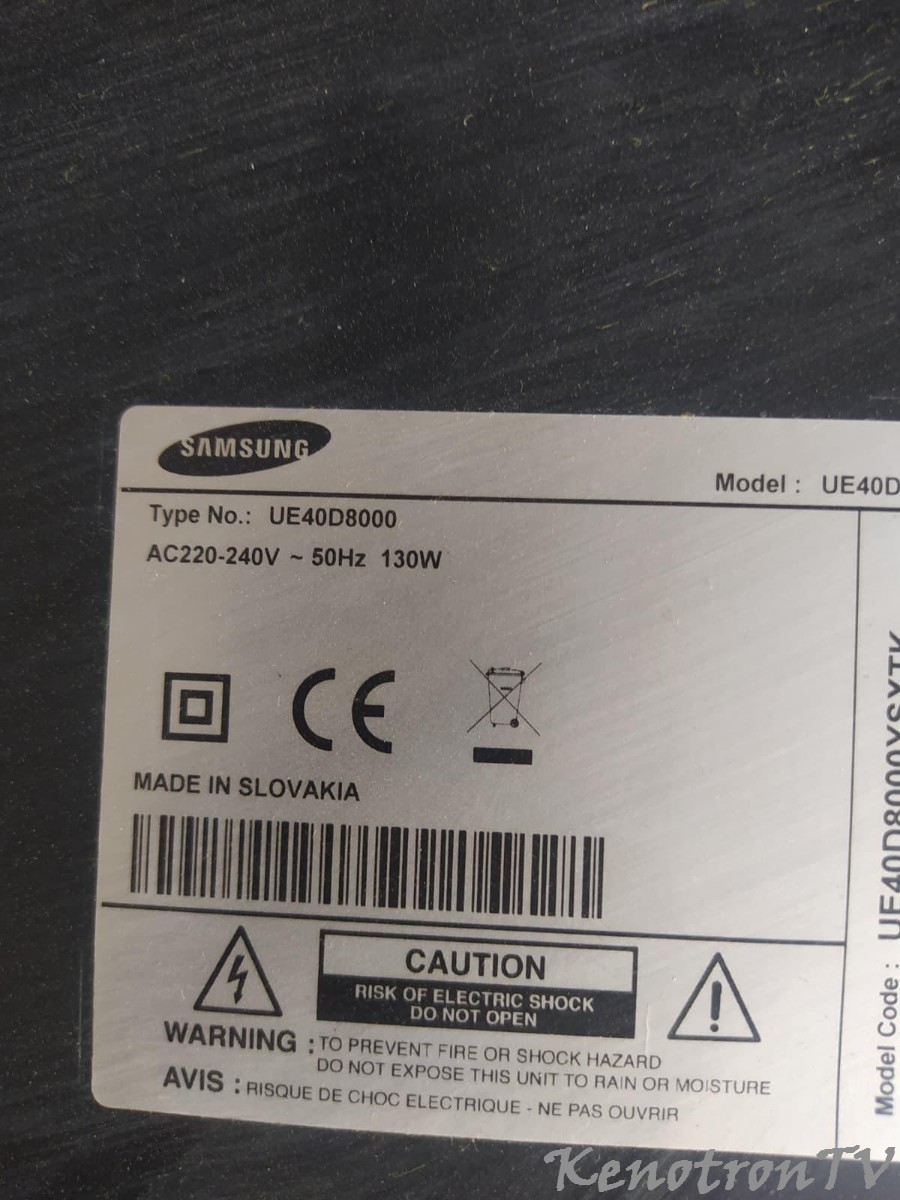 SAMSUNG
Model : UE40D
Type No.: UE40D8000
AC220-240V ~ 50Hz 130W
CE
MADE IN SLOVAKIA
CAUTION
RISK OF ELECTRIC SHOCK
DO NOT OPEN
WARNING : TO PREVENT FIRE OR SHOCK HAZARD
DO NOT EXPOSE THIS UNIT TO RAIN OR MOISTURE
AVIS : RISQUE DE CHOC ELECTRIQUE - NE PAS OUVRIR
Model Code : UE40D8000YSXTK
KenotronTV